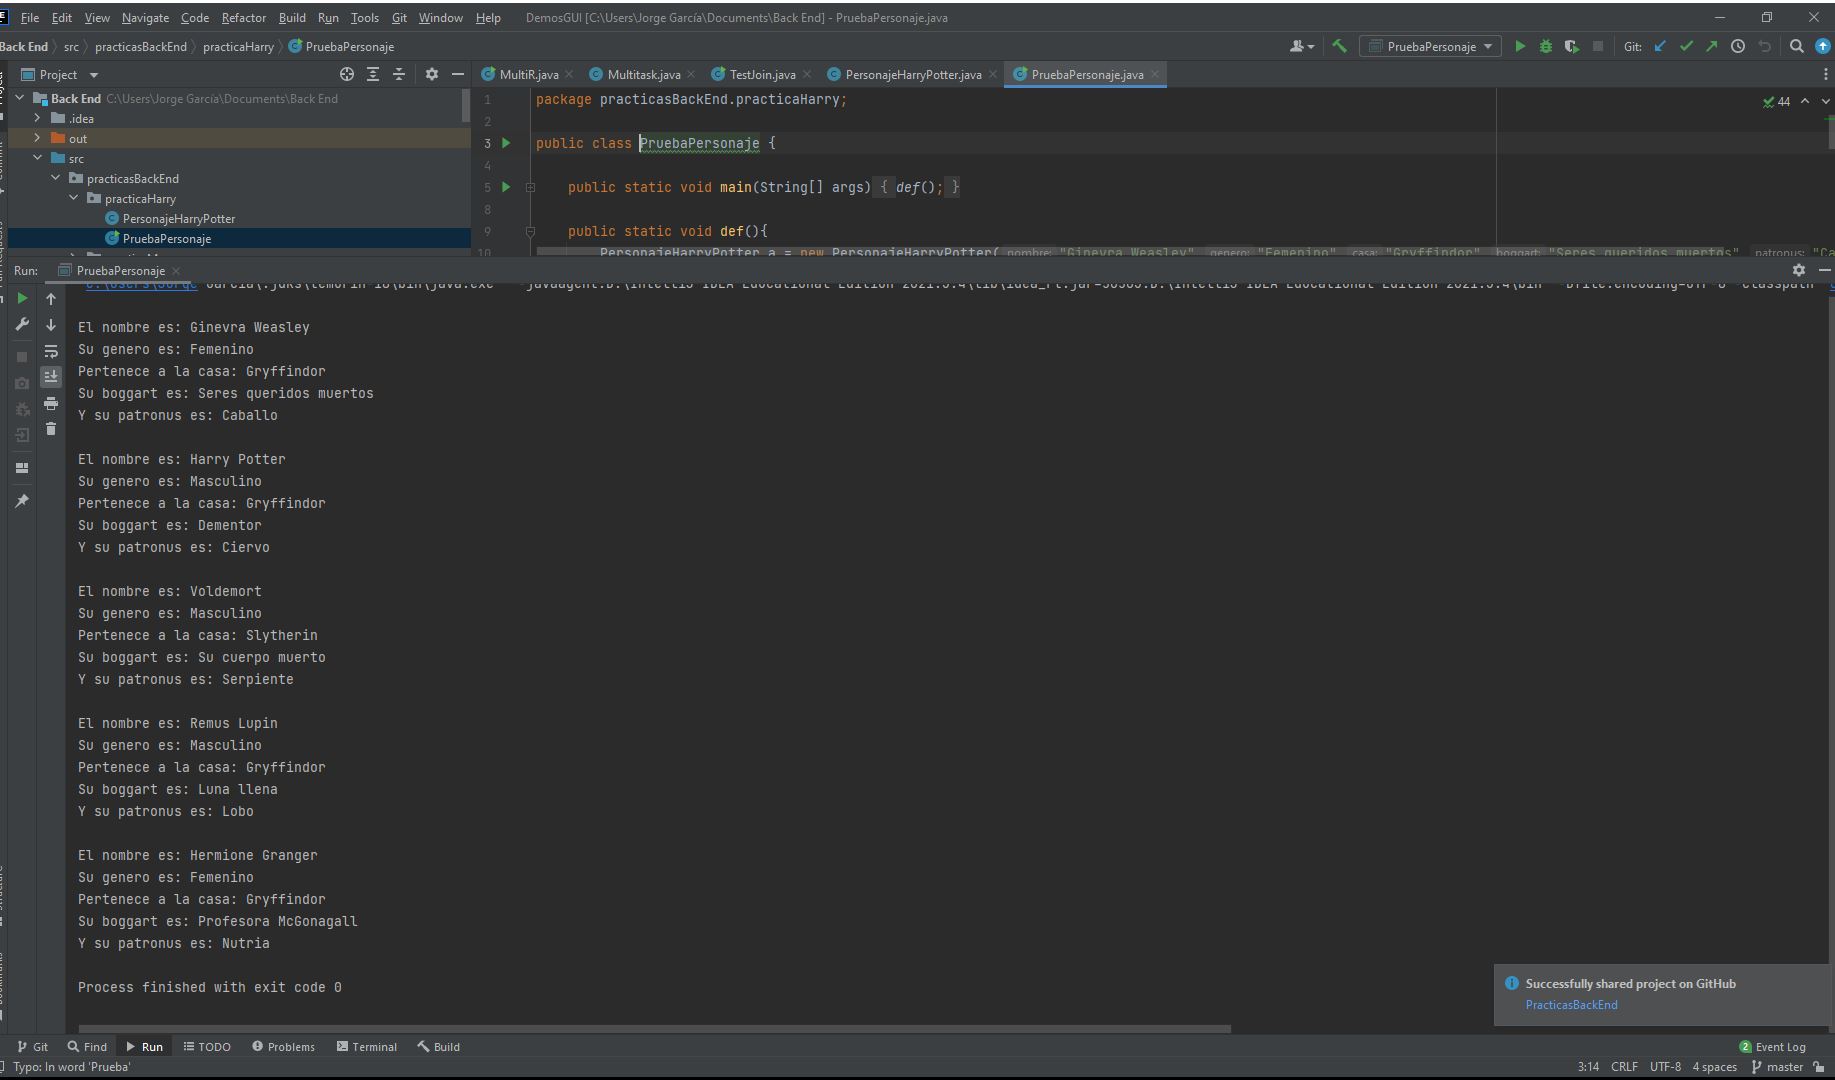 File Edit View Navigate Code Refactor Build Run Tools Git Window Help DemosGUI [C:\Users\Jorge García\Documents\Back End] - PruebaPersonaje.java
Back End src practicasBackEnd practicaHarry PruebaPersonaje
PruebaPersonaje Git:
Project
MultiR.java Multitask.java TestJoin.java PersonajeHarryPotter.java PruebaPersonaje.java
Back End C:\Users\Jorge García\Documents\Back End
.idea
out
src
practicasBackEnd
practicaHarry
PersonajeHarryPotter
PruebaPersonaje
44
1 package practicasBackEnd.practicaHarry;
2
3 public class PruebaPersonaje {
4
5 public static void main(String[] args) { def(); }
8
9 public static void def(){
10 PersonajeHarryPotter a = new PersonajeHarryPotter( nombre: "Ginevra Weasley" genero: "Femenino" casa: "Gryffindor" boggart: "Seres queridos muertos" patronus: "Ca
Run: PruebaPersonaje
El nombre es: Ginevra Weasley
Su genero es: Femenino
Pertenece a la casa: Gryffindor
Su boggart es: Seres queridos muertos
Y su patronus es: Caballo
El nombre es: Harry Potter
Su genero es: Masculino
Pertenece a la casa: Gryffindor
Su boggart es: Dementor
Y su patronus es: Ciervo
El nombre es: Voldemort
Su genero es: Masculino
Pertenece a la casa: Slytherin
Su boggart es: Su cuerpo muerto
Y su patronus es: Serpiente
El nombre es: Remus Lupin
Su genero es: Masculino
Pertenece a la casa: Gryffindor
Su boggart es: Luna llena
Y su patronus es: Lobo
El nombre es: Hermione Granger
Su genero es: Femenino
Pertenece a la casa: Gryffindor
Su boggart es: Profesora McGonagall
Y su patronus es: Nutria
Process finished with exit code 0
Successfully shared project on GitHub
PracticasBackEnd
Git Find Run TODO Problems Terminal Build 2 Event Log
Typo: In word 'Prueba' 3:14 CRLF UTF-8 4 spaces master